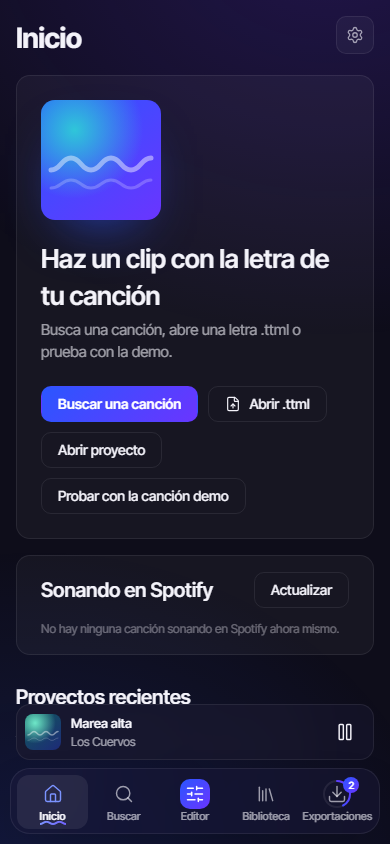 Inicio
Haz un clip con la letra de
tu canción
Busca una canción, abre una letra .ttml o
prueba con la demo.
Buscar una canción
Abrir .ttml
Abrir proyecto
Probar con la canción demo
Sonando en Spotify
Actualizar
No hay ninguna canción sonando en Spotify ahora mismo.
Proyectos recientes
Marea alta
Los Cuervos
2
Inicio
Buscar
Editor
Biblioteca
Exportaciones